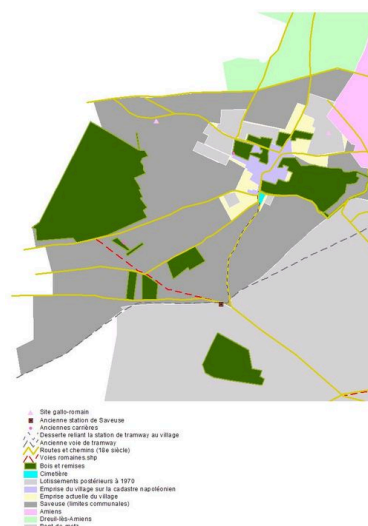 Site gallo-romain
Ancienne station de Saveuse
Anciennes carrières
Desserte reliant la station de tramway au village
Ancienne voie de tramway
Routes et chemins (18e siècle)
Voies romaines.shp
Bois et remises
Cimetière
Lotissements postérieurs à 1970
Emprise du village sur la cadastre napoléonien
Emprise actuelle du village
Saveuse (limites communales)
Amiens
Dreuil-lès-Amiens